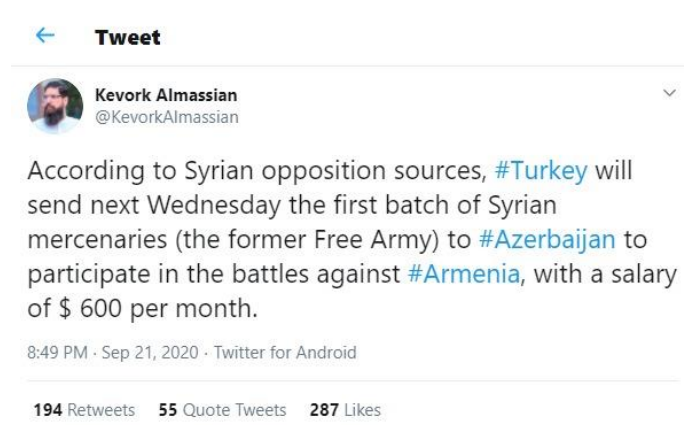 Tweet
Kevork Almassian
@KevorkAlmassian
According to Syrian opposition sources, #Turkey will
send next Wednesday the first batch of Syrian
mercenaries (the former Free Army) to #Azerbaijan to
participate in the battles against #Armenia, with a salary
of $ 600 per month.
8:49 PM · Sep 21, 2020 · Twitter for Android
194 Retweets 55 Quote Tweets 287 Likes